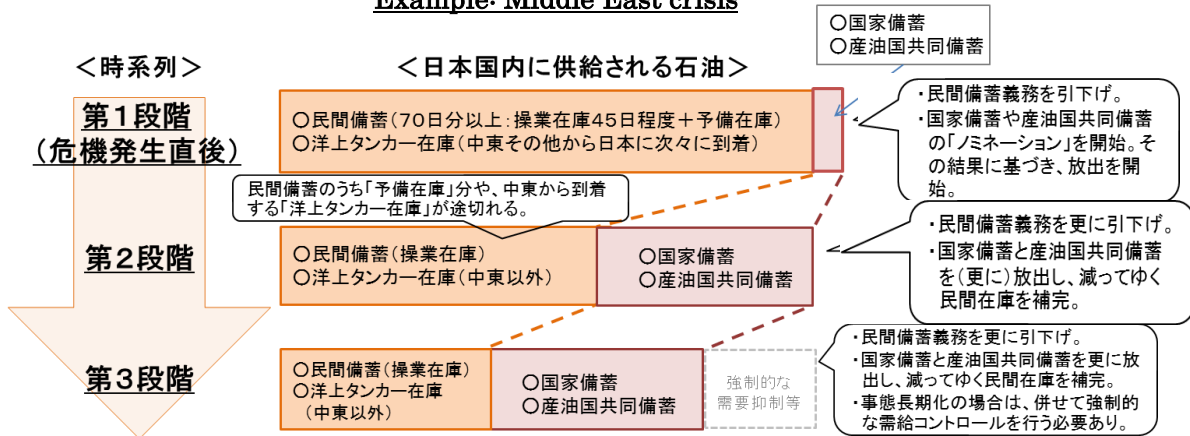 Example: Middle East crisis
○国家備蓄
○産油国共同備蓄
＜時系列＞
＜日本国内に供給される石油＞
第１段階
（危機発生直後）
○民間備蓄（７０日分以上：操業在庫４５日程度＋予備在庫）
○洋上タンカー在庫（中東その他から日本に次々に到着）
・民間備蓄義務を引下げ。
・国家備蓄や産油国共同備蓄
の「ノミネーション」を開始。そ
の結果に基づき、放出を開
始。
民間備蓄のうち「予備在庫」分や、中東から到着
する「洋上タンカー在庫」が途切れる。
第２段階
○民間備蓄（操業在庫）
○洋上タンカー在庫（中東以外）
○国家備蓄
○産油国共同備蓄
・民間備蓄義務を更に引下げ。
・国家備蓄と産油国共同備蓄
を（更に）放出し、減ってゆく
民間在庫を補完。
第３段階
○民間備蓄（操業在庫）
○洋上タンカー在庫
（中東以外）
○国家備蓄
○産油国共同備蓄
強制的な
需要抑制等
・民間備蓄義務を更に引下げ。
・国家備蓄と産油国共同備蓄を更に放
出し、減ってゆく民間在庫を補完。
・事態長期化の場合は、併せて強制的
な需給コントロールを行う必要あり。